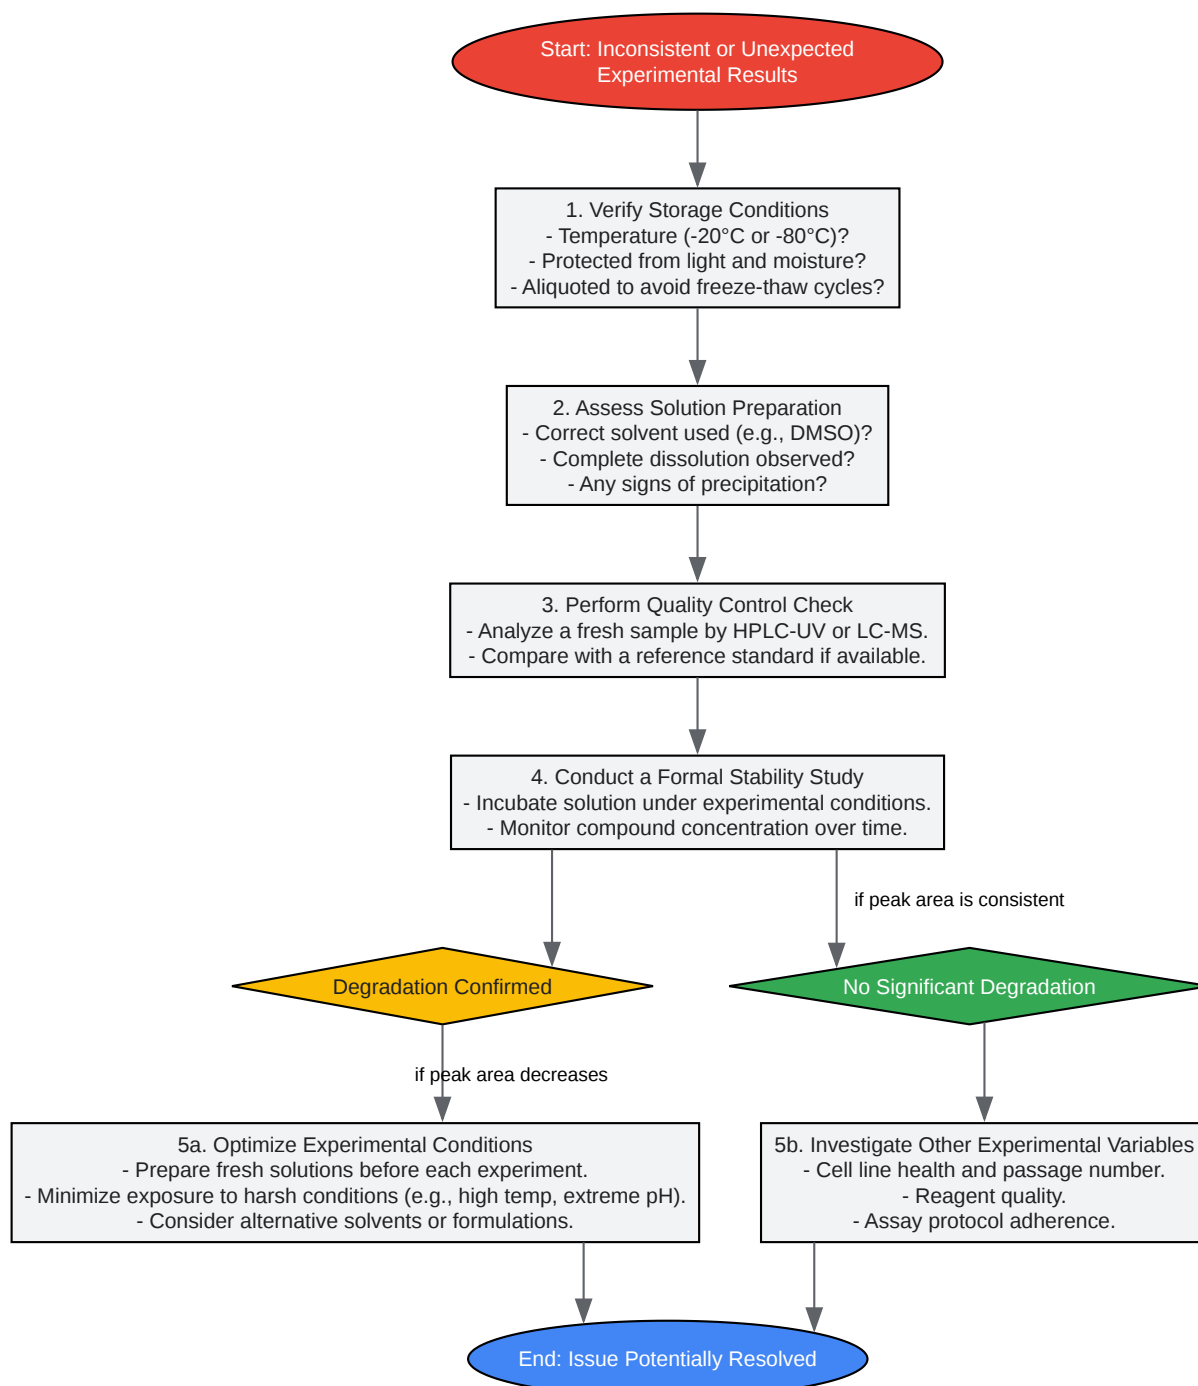 Start: Inconsistent or Unexpected
Experimental Results
1. Verify Storage Conditions
- Temperature (-20°C or -80°C)?
- Protected from light and moisture?
- Aliquoted to avoid freeze-thaw cycles?
2. Assess Solution Preparation
- Correct solvent used (e.g., DMSO)?
- Complete dissolution observed?
- Any signs of precipitation?
3. Perform Quality Control Check
- Analyze a fresh sample by HPLC-UV or LC-MS.
- Compare with a reference standard if available.
4. Conduct a Formal Stability Study
- Incubate solution under experimental conditions.
- Monitor compound concentration over time.
if peak area is consistent
Degradation Confirmed
No Significant Degradation
if peak area decreases
5a. Optimize Experimental Conditions
- Prepare fresh solutions before each experiment.
- Minimize exposure to harsh conditions (e.g., high temp, extreme pH).
- Consider alternative solvents or formulations.
5b. Investigate Other Experimental Variables
- Cell line health and passage number.
- Reagent quality.
- Assay protocol adherence.
End: Issue Potentially Resolved